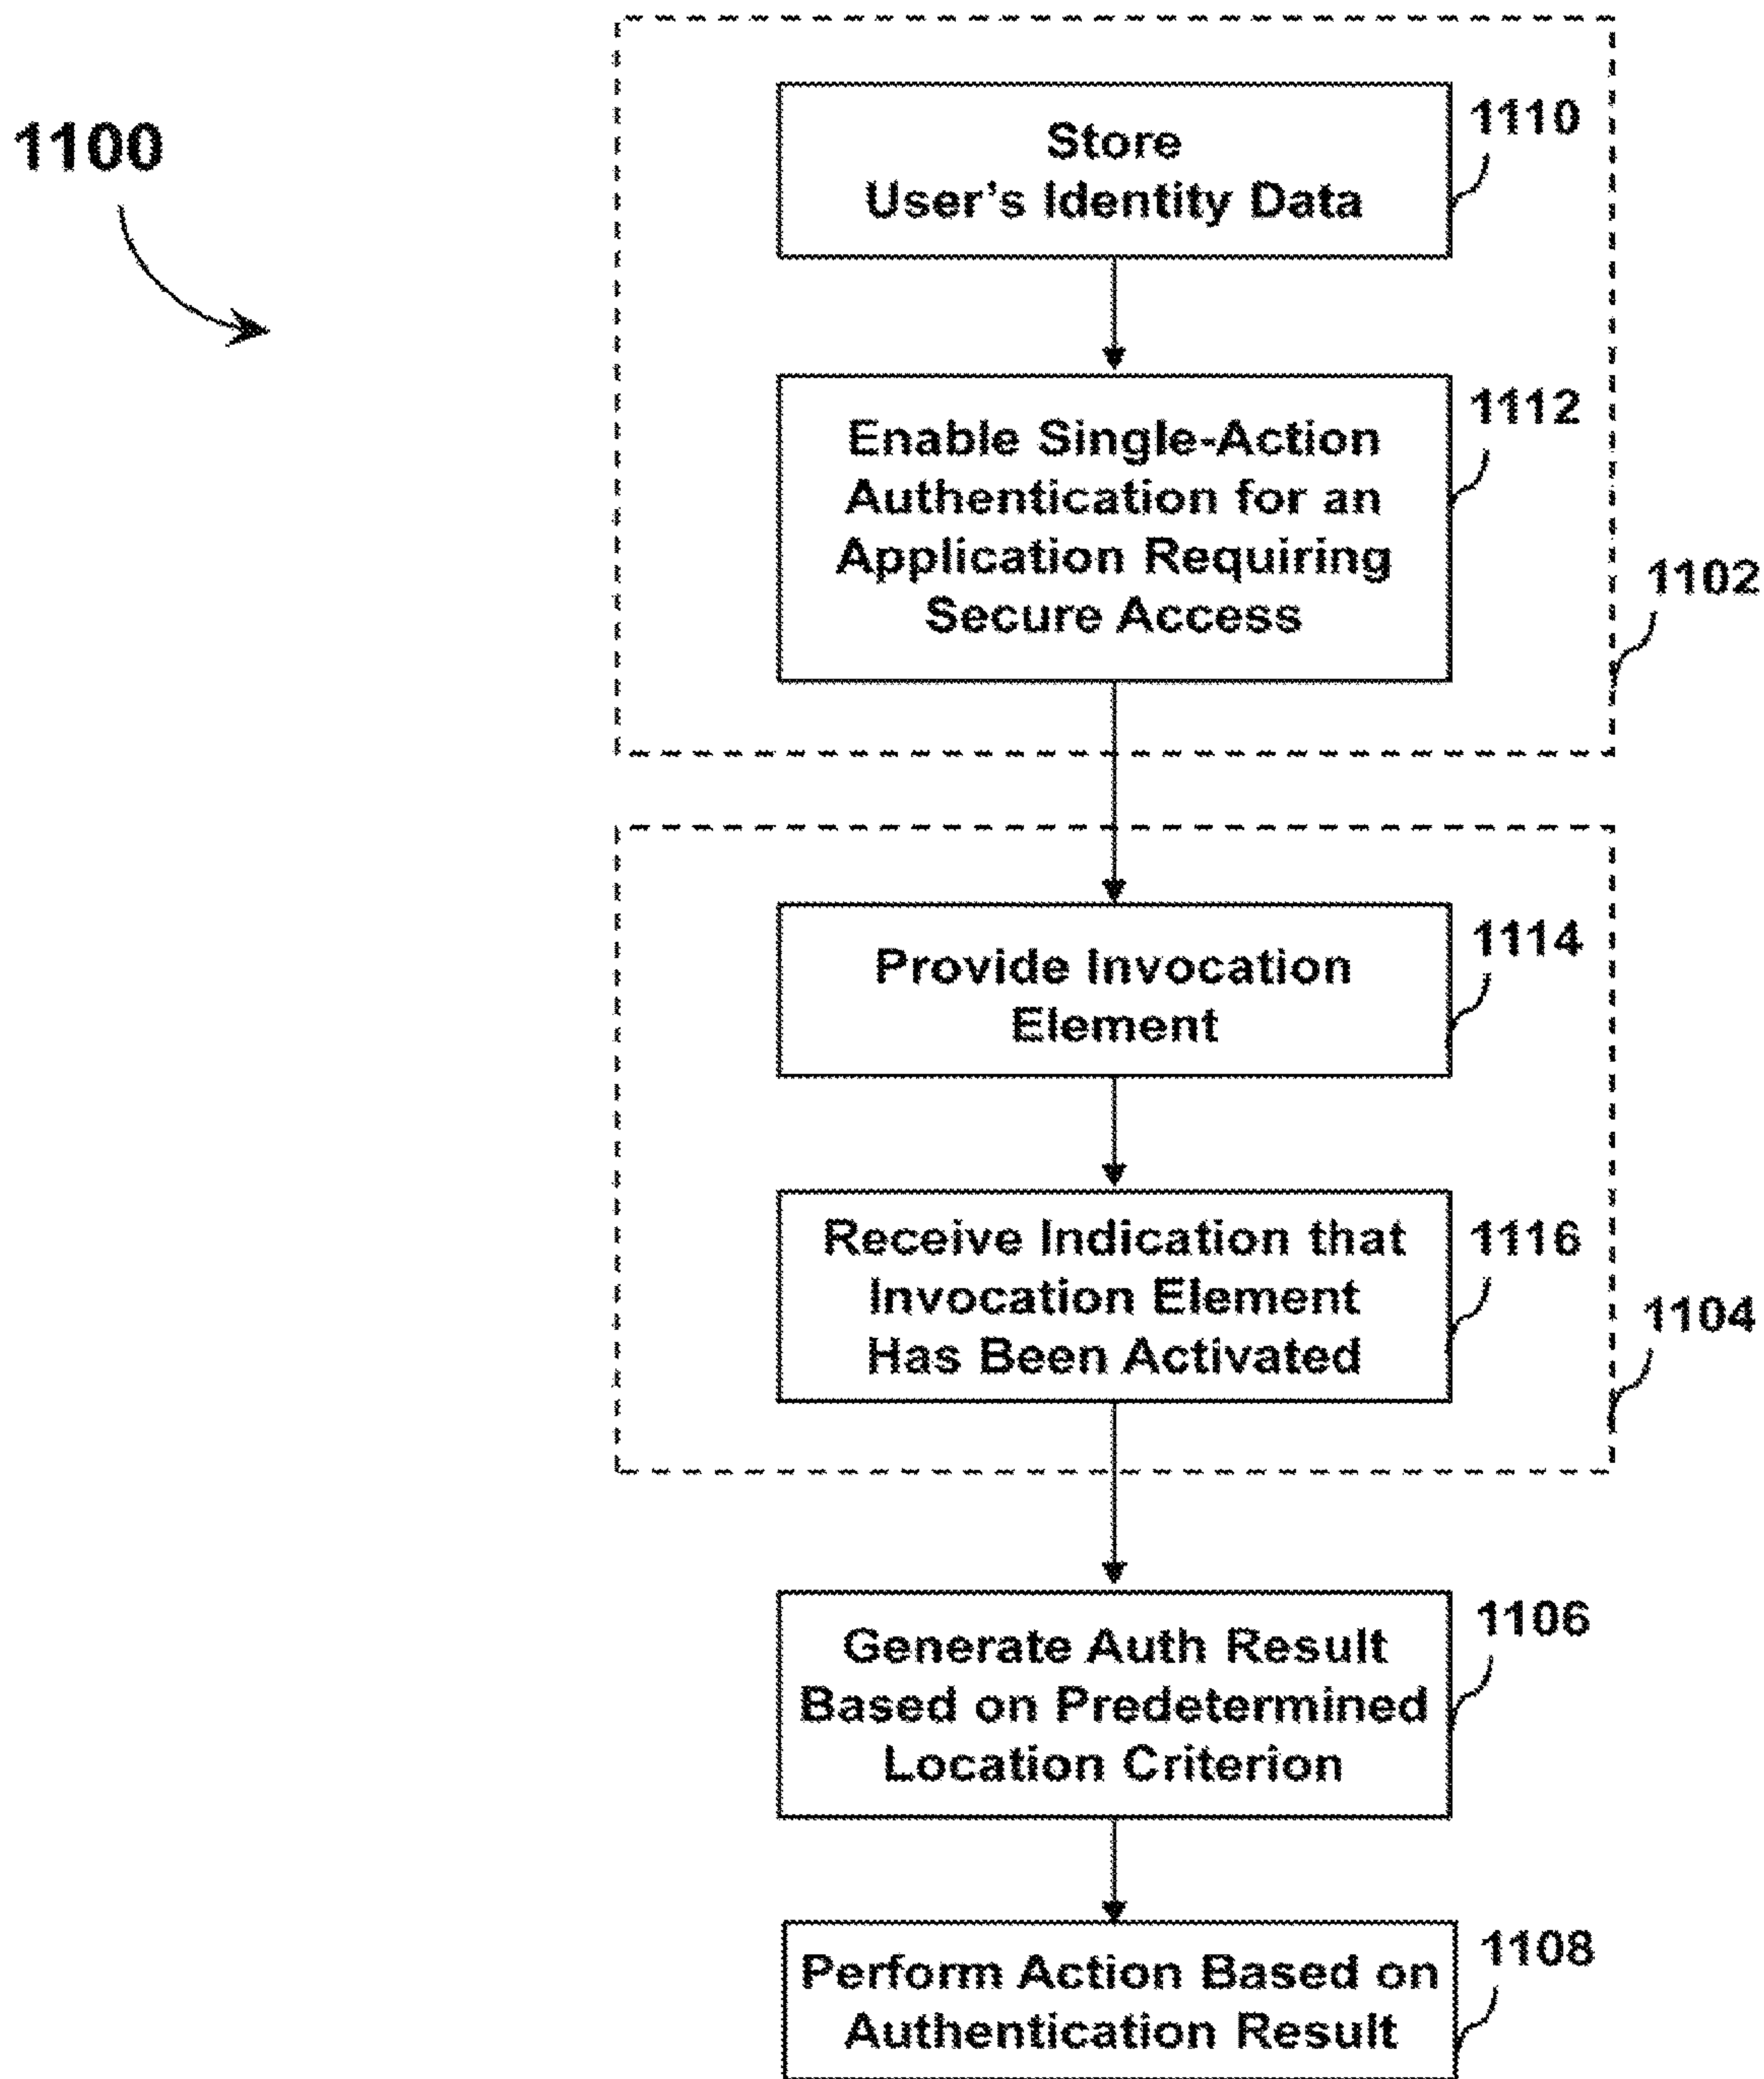 1100
Store
User's Identity Data
1110
Enable Single-Action
Authentication for an
Application Requiring
Secure Access
1112
1102
Provide Invocation
Element
1114
Receive Indication that
Invocation Element
Has Been Activated
1116
1104
Generate Auth Result
Based on Predetermined
Location Criterion
1106
Perform Action Based on
Authentication Result
1108